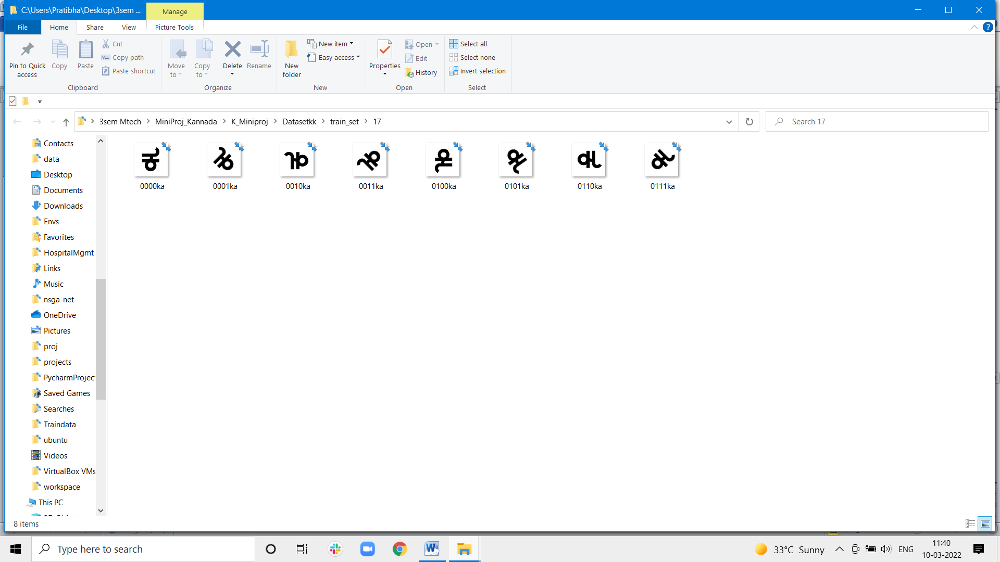 C:\Users\Pratibha\Desktop\3sem ...
Manage
File
Home
Share
View
Picture Tools
Pin to Quick access
Copy
Paste
Cut
Copy path
Paste shortcut
Clipboard
Move to
Copy to
Delete
Rename
Organize
New folder
New item
Easy access
New
Properties
Open
Edit
History
Open
Select all
Select none
Invert selection
Select
3sem Mtech
MiniProj_Kannada
K_Miniproj
Datasetkk
train_set
17
Search 17
Contacts
data
Desktop
Documents
Downloads
Envs
Favorites
HospitalMgmt
Links
Music
nsga-net
OneDrive
Pictures
proj
projects
PycharmProject
Saved Games
Searches
Traindata
ubuntu
Videos
VirtualBox VMs
workspace
This PC
ಕ
0000ka
0001ka
0010ka
0011ka
0100ka
0101ka
0110ka
0111ka
8 items
Type here to search
33°C Sunny
ENG
11:40
10-03-2022